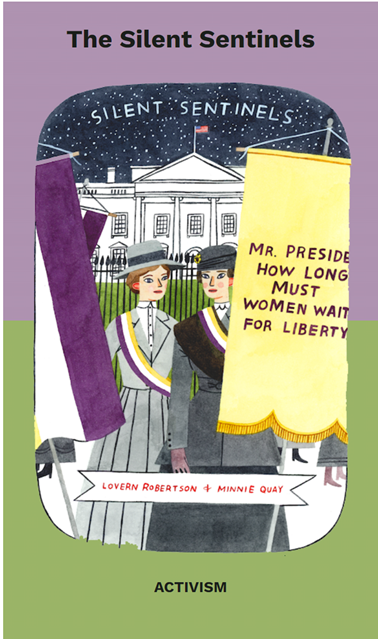 The Silent Sentinels
SILENT SENTINELS
MR. PRESIDE
HOW LONG
MUST
WOMEN WAIT
FOR LIBERTY
LOVERN ROBERTSON + MINNIE QUAY
ACTIVISM